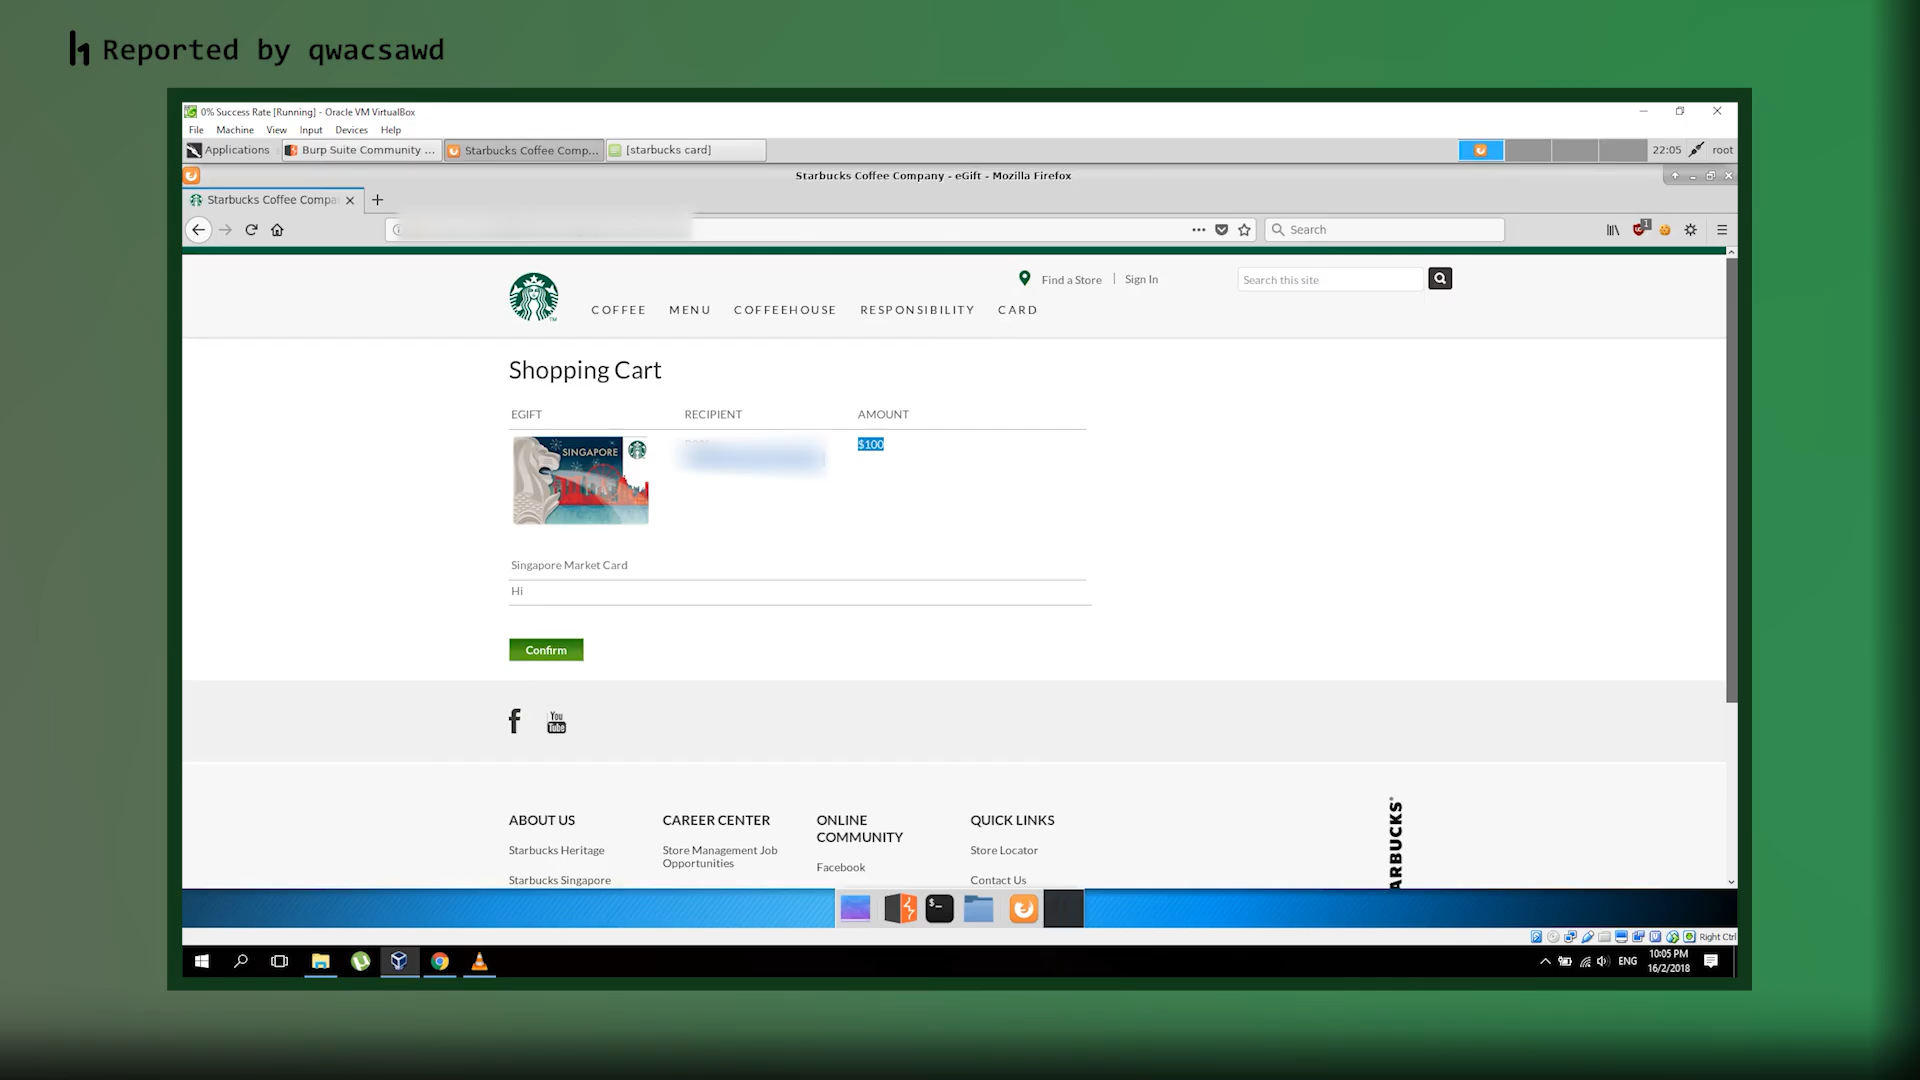 Reported by qwacsawd
0% Success Rate [Running] - Oracle VM VirtualBox
File Machine View Input Devices Help
Applications Burp Suite Community ... Starbucks Coffee Comp... [starbucks card] 22:05 root
Starbucks Coffee Company - eGift - Mozilla Firefox
Starbucks Coffee Compa
Search
Find a Store | Sign In Search this site
COFFEE MENU COFFEEHOUSE RESPONSIBILITY CARD
Shopping Cart
EGIFT RECIPIENT AMOUNT
SINGAPORE
$100
Singapore Market Card
Hi
Confirm
You
Tube
ABOUT US CAREER CENTER ONLINE COMMUNITY QUICK LINKS
Starbucks Heritage Store Management Job Opportunities Facebook Store Locator
Starbucks Singapore Contact Us
ARBUCKS
Right Ctrl
ENG 10:05 PM
16/2/2018